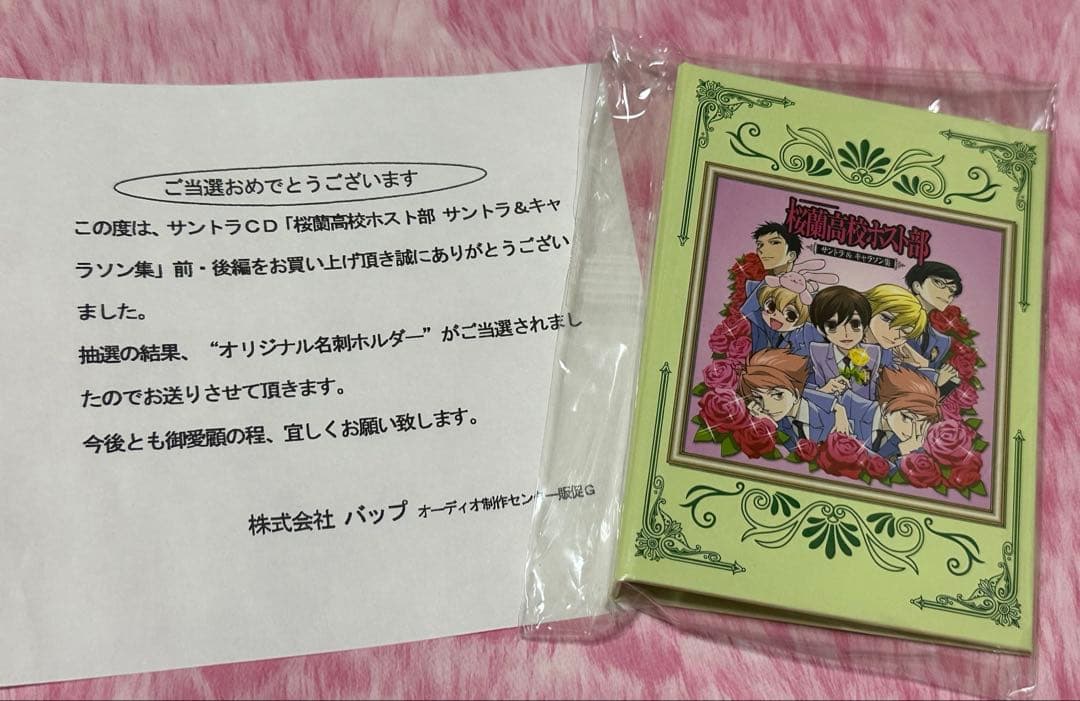 ご当選おめでとうございます
この度は、サントラCD「桜蘭高校ホスト部 サントラ＆キャ
ラソン集」前・後編をお買い上げ頂き誠にありがとうござい
ました。
抽選の結果、“オリジナル名刺ホルダー”がご当選されまし
たのでお送りさせて頂きます。
今後とも御愛顧の程、宜しくお願い致します。
株式会社 バップ オーディオ制作センター販促G
桜蘭高校ホスト部
サントラ & キャラソン集